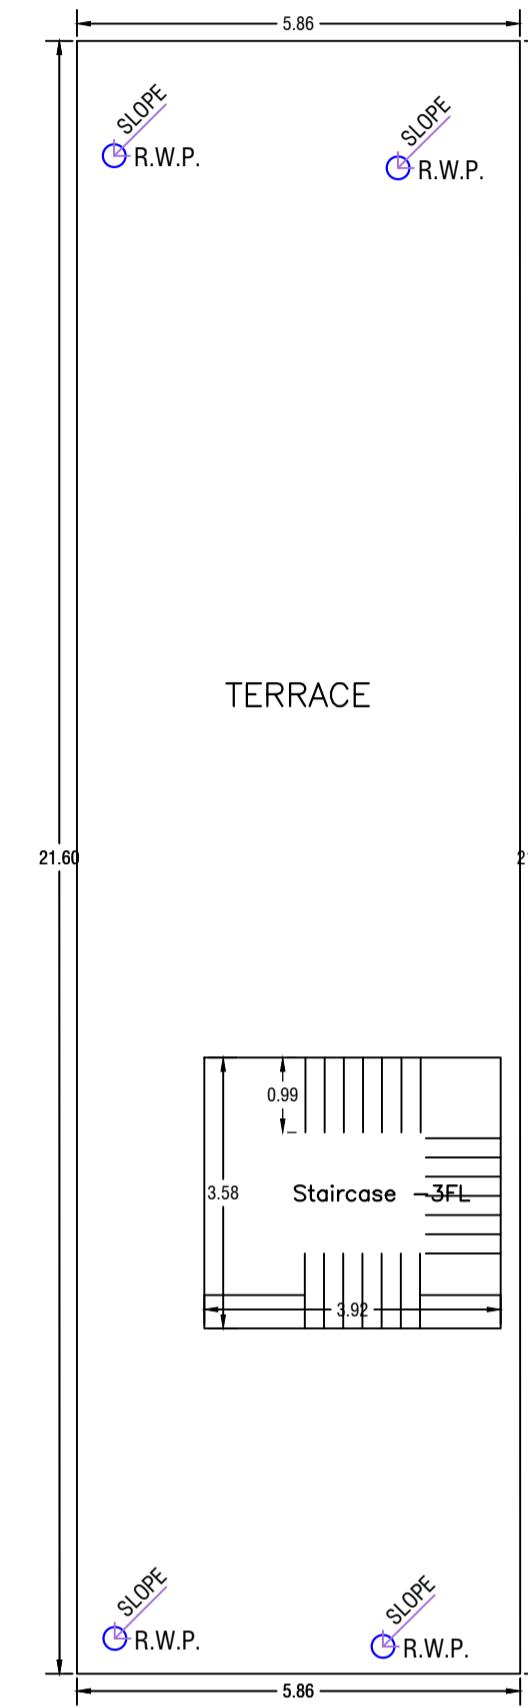 5.86
SLOPE
SLOPE
R.W.P.
R.W.P.
TERRACE
21.60
0.99
3.58
Staircase -3FL
3.92
SLOPE
SLOPE
R.W.P.
R.W.P.
5.86